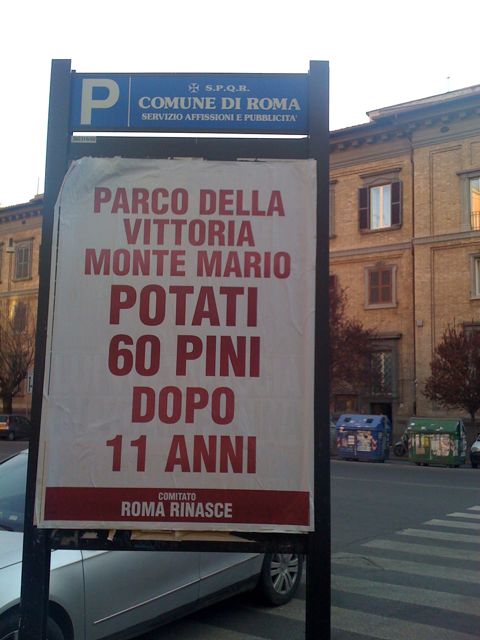 P
S.P.Q.R.
COMUNE DI ROMA
SERVIZIO AFFISSIONI E PUBBLICITA'
PARCO DELLA
VITTORIA
MONTE MARIO
POTATI
60 PINI
DOPO
11 ANNI
COMITATO
ROMA RINASCE